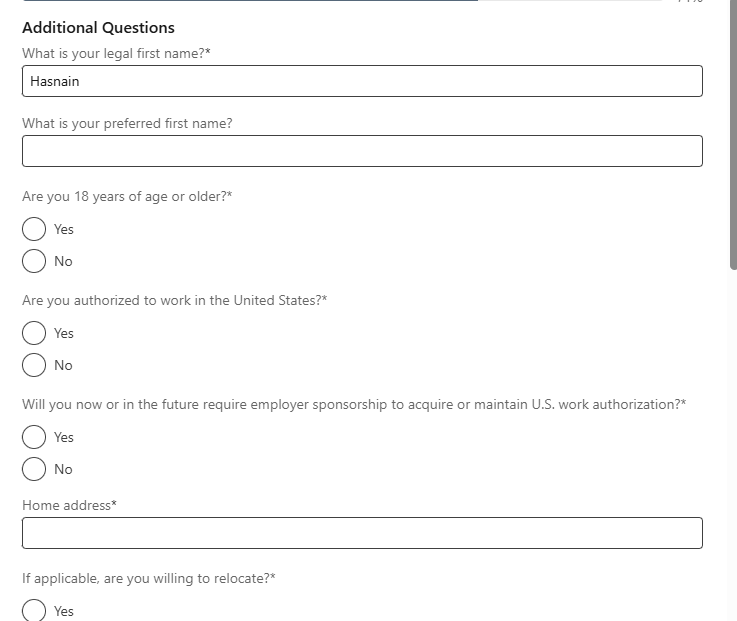 Additional Questions
What is your legal first name?*
Hasnain
What is your preferred first name?
Are you 18 years of age or older?*
Yes
No
Are you authorized to work in the United States?*
Yes
No
Will you now or in the future require employer sponsorship to acquire or maintain U.S. work authorization?*
Yes
No
Home address*
If applicable, are you willing to relocate?*
Yes